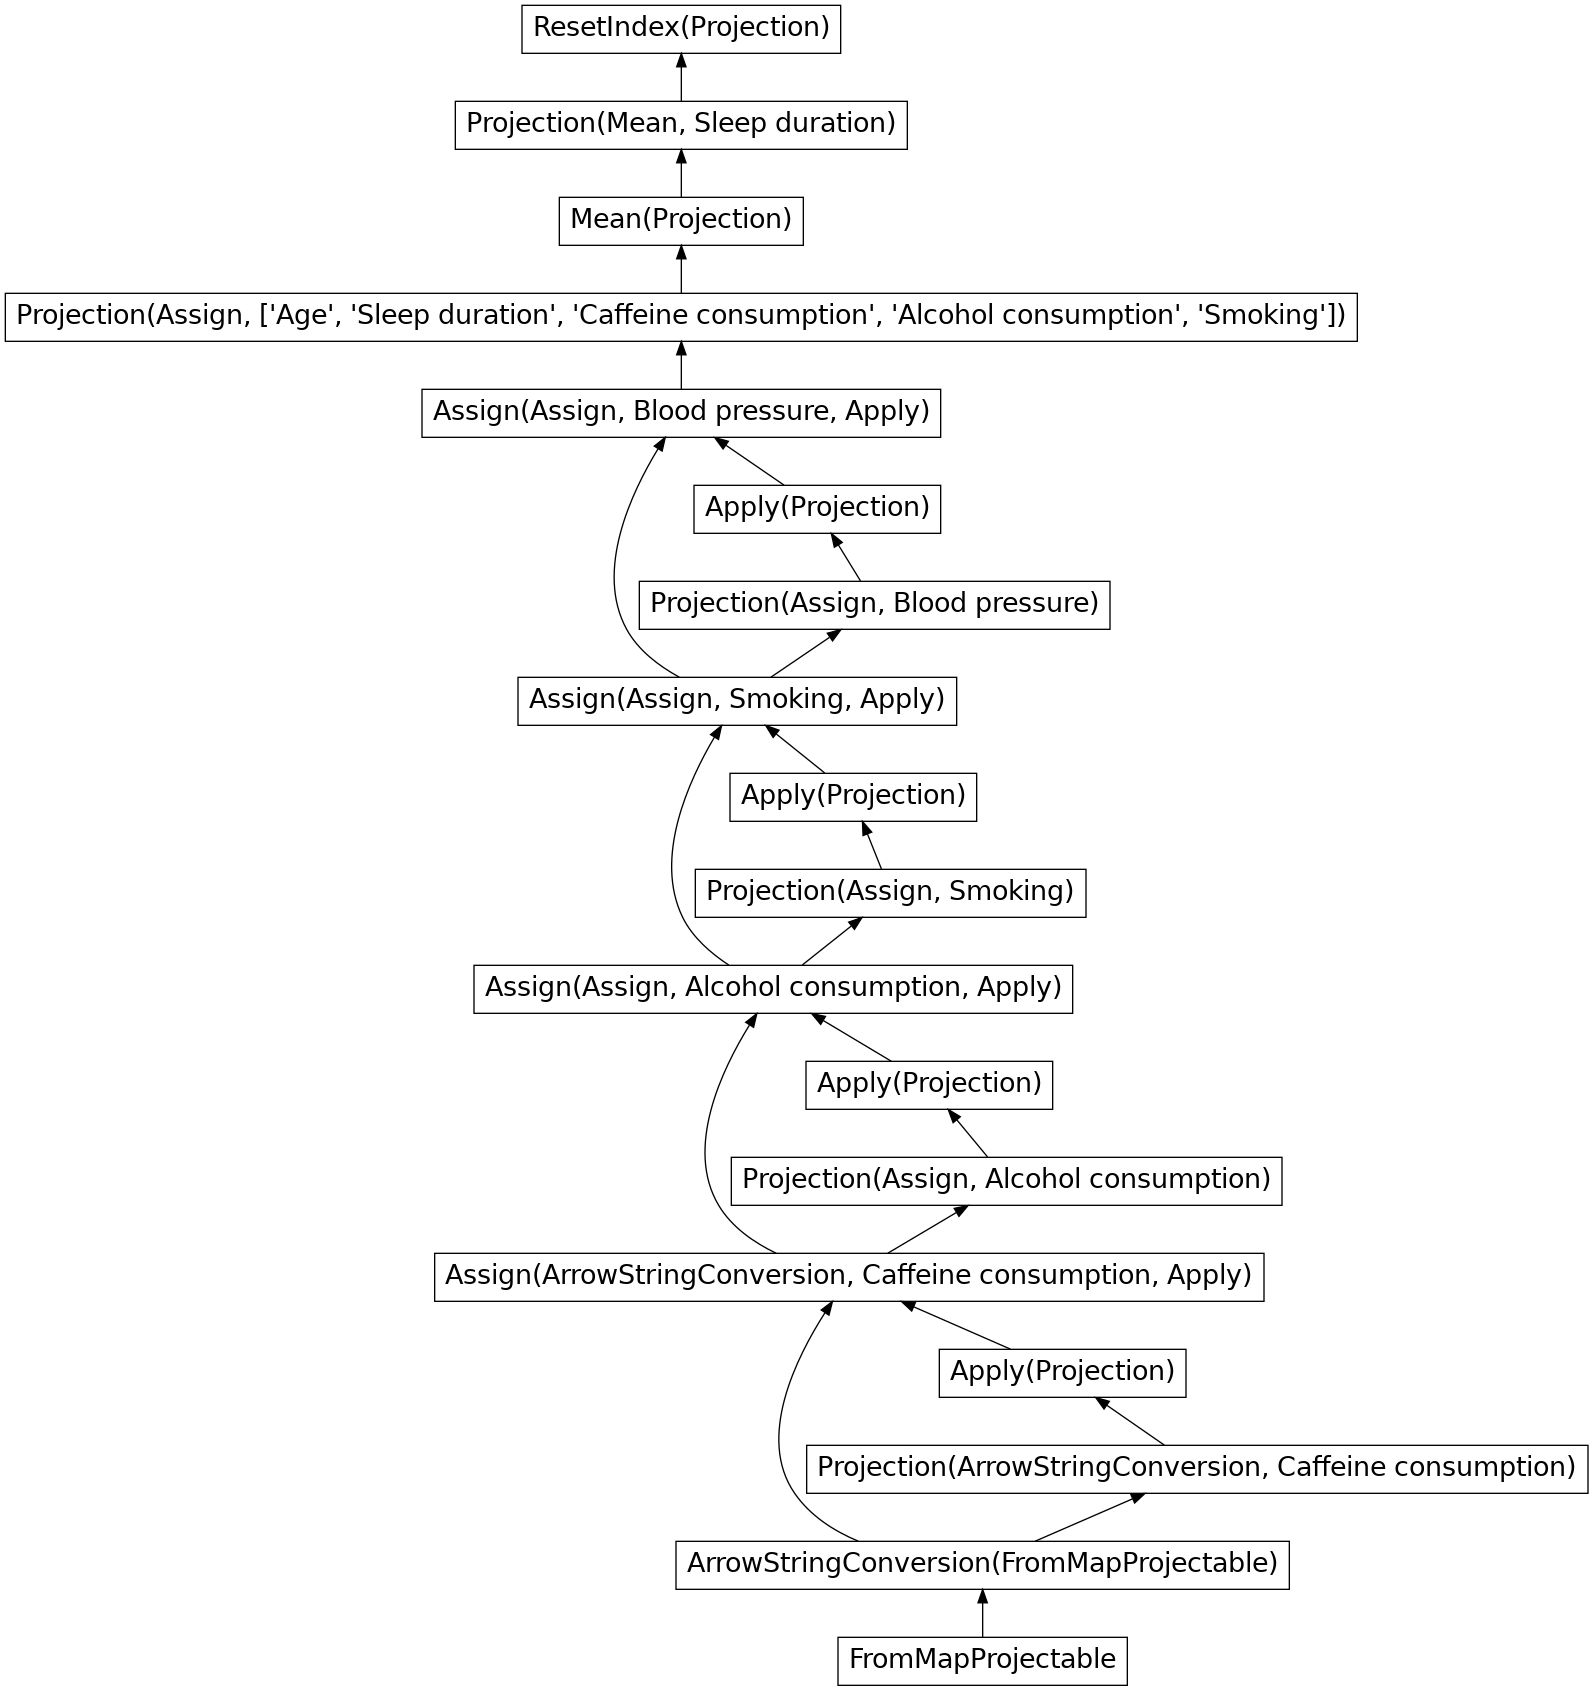 ResetIndex(Projection)
Projection(Mean, Sleep duration)
Mean(Projection)
Projection(Assign, ['Age', 'Sleep duration', 'Caffeine consumption', 'Alcohol consumption', 'Smoking'])
Assign(Assign, Blood pressure, Apply)
Apply(Projection)
Projection(Assign, Blood pressure)
Assign(Assign, Smoking, Apply)
Apply(Projection)
Projection(Assign, Smoking)
Assign(Assign, Alcohol consumption, Apply)
Apply(Projection)
Projection(Assign, Alcohol consumption)
Assign(ArrowStringConversion, Caffeine consumption, Apply)
Apply(Projection)
Projection(ArrowStringConversion, Caffeine consumption)
ArrowStringConversion(FromMapProjectable)
FromMapProjectable